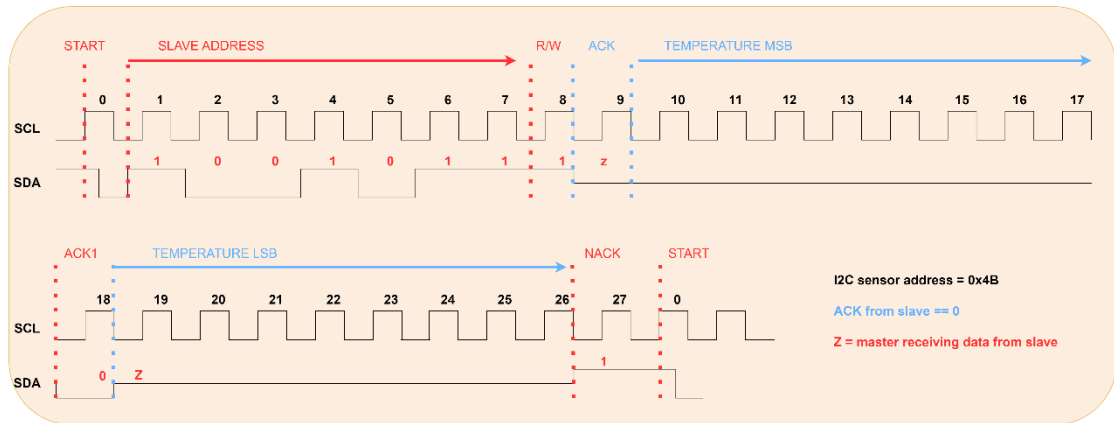 START SLAVE ADDRESS R/W ACK TEMPERATURE MSB
0 1 2 3 4 5 6 7 8 9 10 11 12 13 14 15 16 17
SCL
1 0 0 1 0 1 1 1 z
SDA
ACK1 TEMPERATURE LSB NACK START
18 19 20 21 22 23 24 25 26 27 0
SCL
0 Z 1
SDA
I2C sensor address = 0x4B
ACK from slave == 0
Z = master receiving data from slave